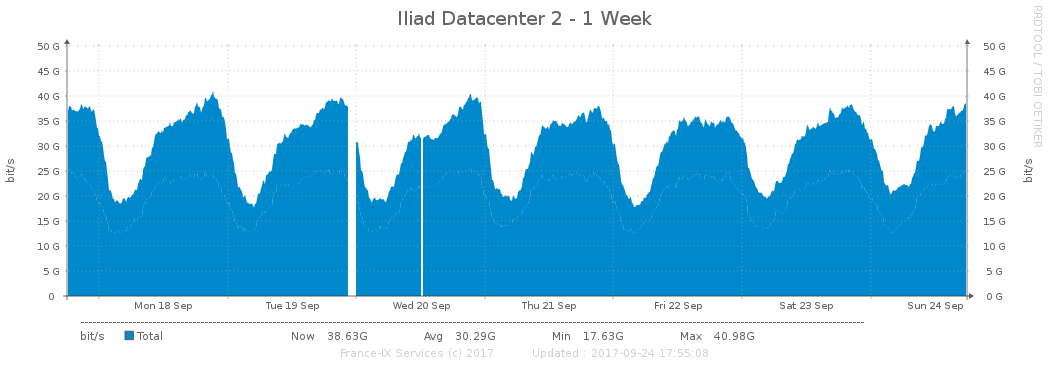 Iliad Datacenter 2 - 1 Week
RRDTOOL / TOBI OETIKER
bit/s
50 G
45 G
40 G
35 G
30 G
25 G
20 G
15 G
10 G
5 G
0
50 G
45 G
40 G
35 G
30 G
25 G
20 G
15 G
10 G
5 G
0 G
bit/s
Mon 18 Sep Tue 19 Sep Wed 20 Sep Thu 21 Sep Fri 22 Sep Sat 23 Sep Sun 24 Sep
bit/s Total Now 38.63G Avg 30.29G Min 17.63G Max 40.98G
France-IX Services (c) 2017 Updated : 2017-09-24 17:55:08